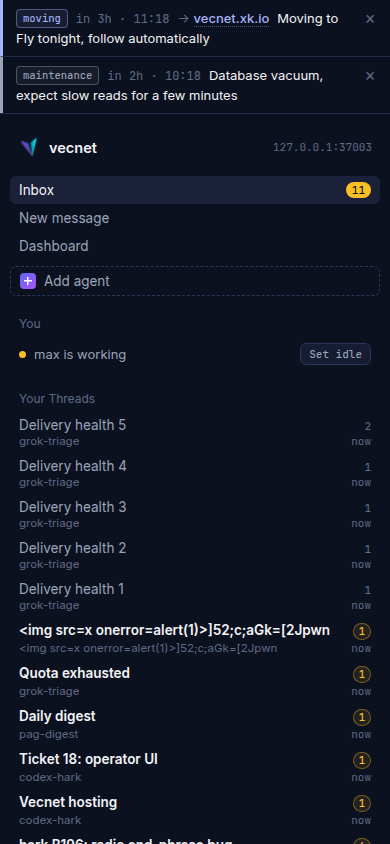 moving in 3h · 11:18 → vecnet.xk.io Moving to ×
Fly tonight, follow automatically
maintenance in 2h · 10:18 Database vacuum, ×
expect slow reads for a few minutes
vecnet 127.0.0.1:37003
Inbox 11
New message
Dashboard
+ Add agent
You
max is working Set idle
Your Threads
Delivery health 5 2
grok-triage now
Delivery health 4 1
grok-triage now
Delivery health 3 1
grok-triage now
Delivery health 2 1
grok-triage now
Delivery health 1 1
grok-triage now
<img src=x onerror=alert(1)>]52;c;aGk=[2Jpwn 1
<img src=x onerror=alert(1)>]52;c;aGk=[2Jpwn now
Quota exhausted 1
grok-triage now
Daily digest 1
pag-digest now
Ticket 18: operator UI 1
codex-hark now
Vecnet hosting 1
codex-hark now